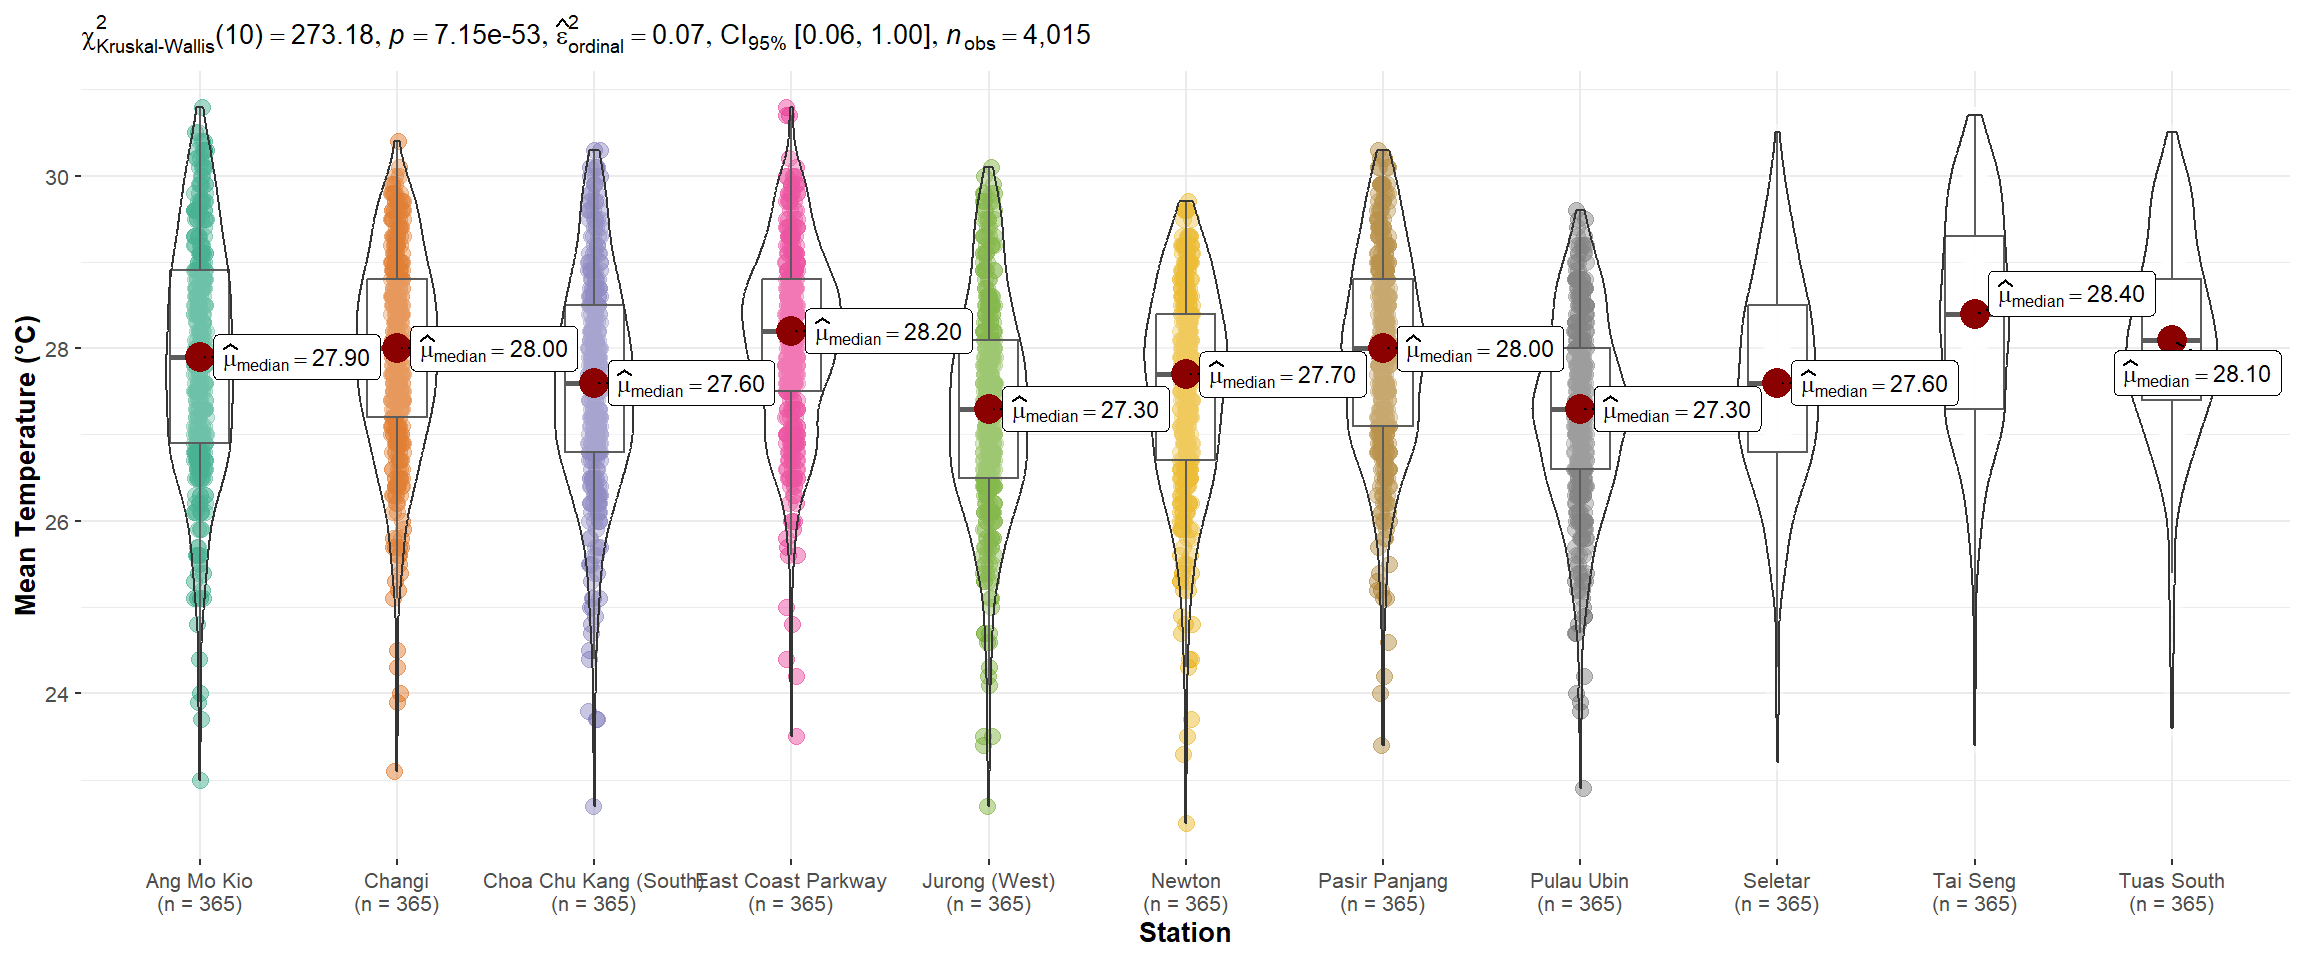 χ²Kruskal-Wallis(10) = 273.18, p = 7.15e-53, ε̂²ordinal = 0.07, CI95% [0.06, 1.00], nobs = 4,015
Mean Temperature (°C)
30
28
26
24
μ̂median = 27.90
μ̂median = 28.00
μ̂median = 27.60
μ̂median = 28.20
μ̂median = 27.30
μ̂median = 27.70
μ̂median = 28.00
μ̂median = 27.30
μ̂median = 27.60
μ̂median = 28.40
μ̂median = 28.10
Ang Mo Kio
(n = 365)
Changi
(n = 365)
Choa Chu Kang (South)
(n = 365)
East Coast Parkway
(n = 365)
Jurong (West)
(n = 365)
Newton
(n = 365)
Pasir Panjang
(n = 365)
Pulau Ubin
(n = 365)
Seletar
(n = 365)
Tai Seng
(n = 365)
Tuas South
(n = 365)
Station